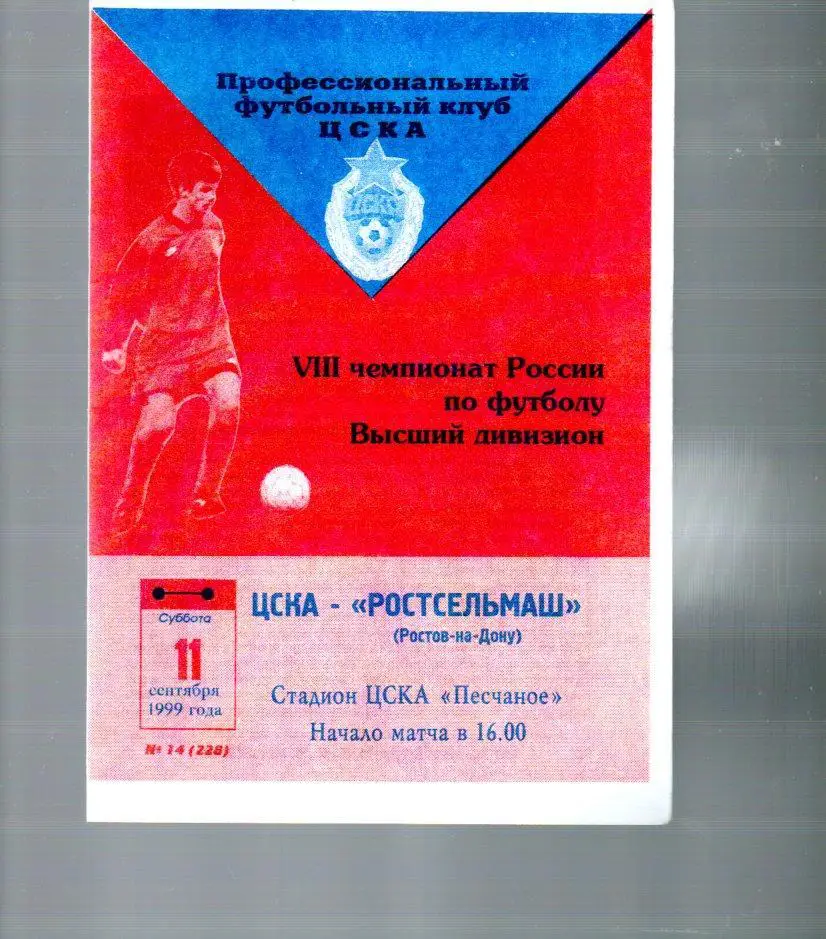 Профессиональный
футбольный клуб
ЦСКА
ЦСКА
VIII чемпионат России
по футболу
Высший дивизион
Суббота
11
сентября
1999 года
№ 14 (228)
ЦСКА - «РОСТСЕЛЬМАШ»
(Ростов-на-Дону)
Стадион ЦСКА «Песчаное»
Начало матча в 16.00